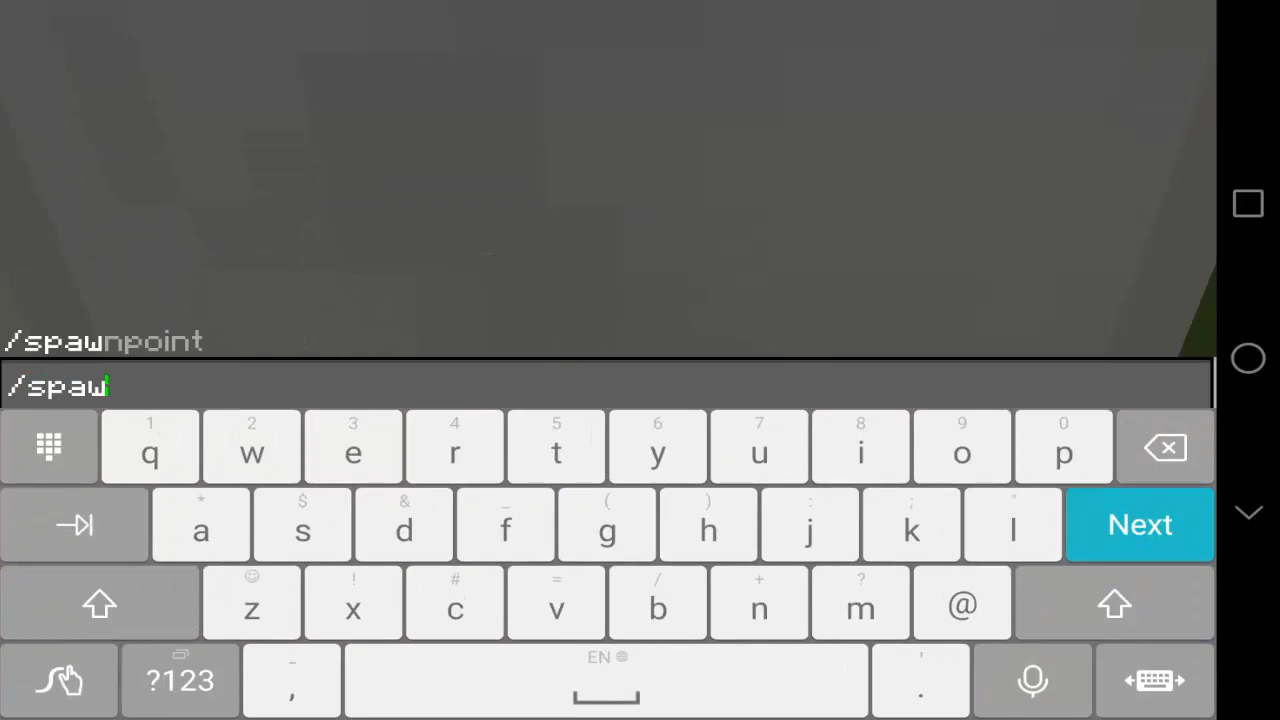 /spawnpoint
/spaw
1 2 3 4 5 6 7 8 9 0
q w e r t y u i o p
* $ & _ ( ) : ; "
a s d f g h j k l Next
! # = / + ?
z x c v b n m @
EN
?123 , - . '